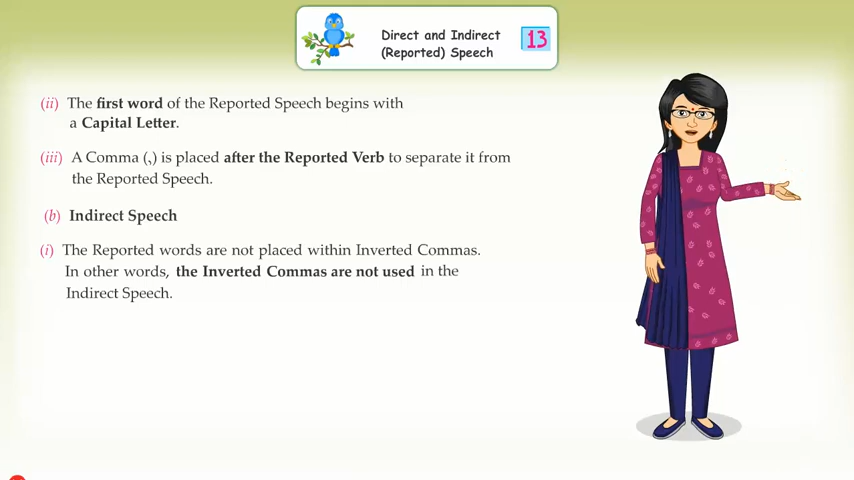 Direct and Indirect
(Reported) Speech
13
(ii) The first word of the Reported Speech begins with
a Capital Letter.
(iii) A Comma (,) is placed after the Reported Verb to separate it from
the Reported Speech.
(b) Indirect Speech
(i) The Reported words are not placed within Inverted Commas.
In other words, the Inverted Commas are not used in the
Indirect Speech.